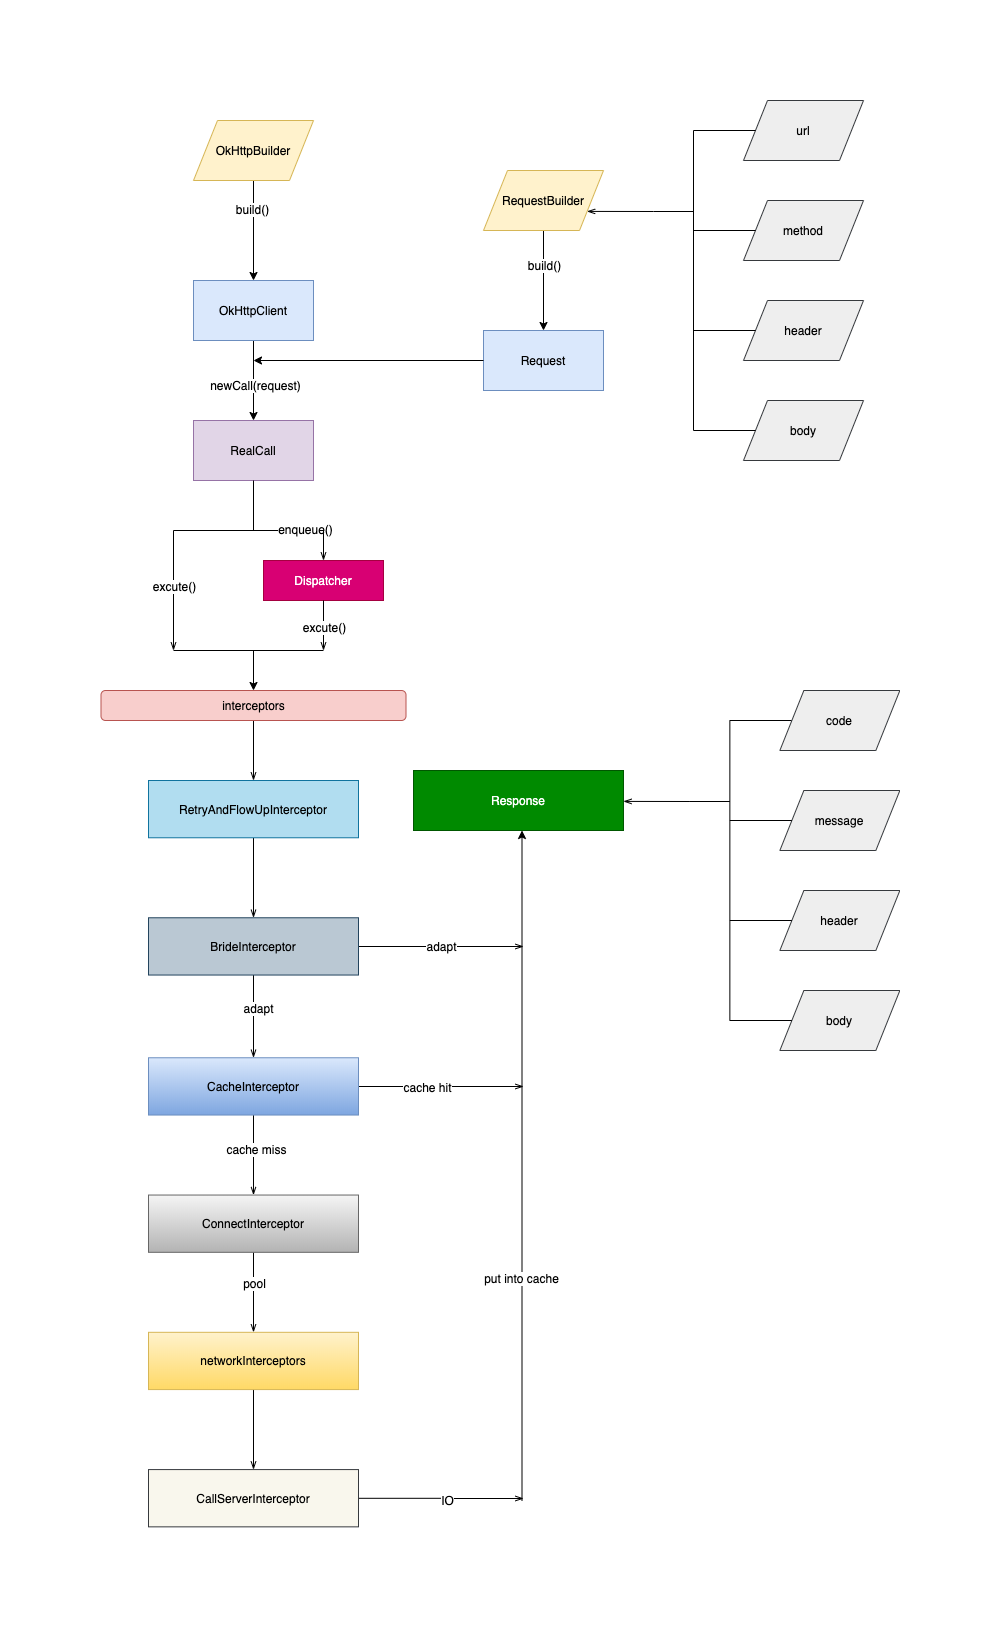 url
OkHttpBuilder
RequestBuilder
build()
method
build()
OkHttpClient
header
Request
newCall(request)
body
RealCall
enqueue()
Dispatcher
excute()
excute()
interceptors
code
Response
RetryAndFlowUpInterceptor
message
header
BrideInterceptor
adapt
adapt
body
CacheInterceptor
cache hit
cache miss
ConnectInterceptor
put into cache
pool
networkInterceptors
CallServerInterceptor
IO